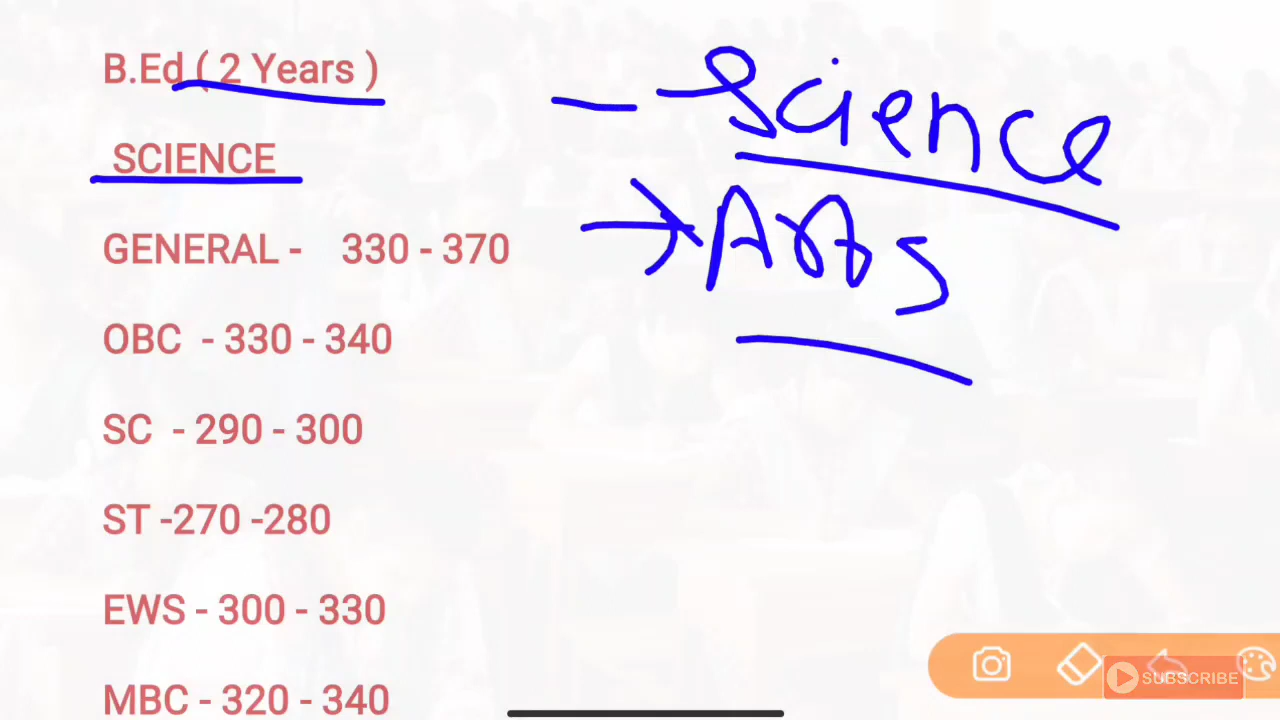 B.Ed ( 2 Years )
SCIENCE
GENERAL - 330 - 370
OBC - 330 - 340
SC - 290 - 300
ST -270 -280
EWS - 300 - 330
MBC - 320 - 340
Science
Arts
SUBSCRIBE